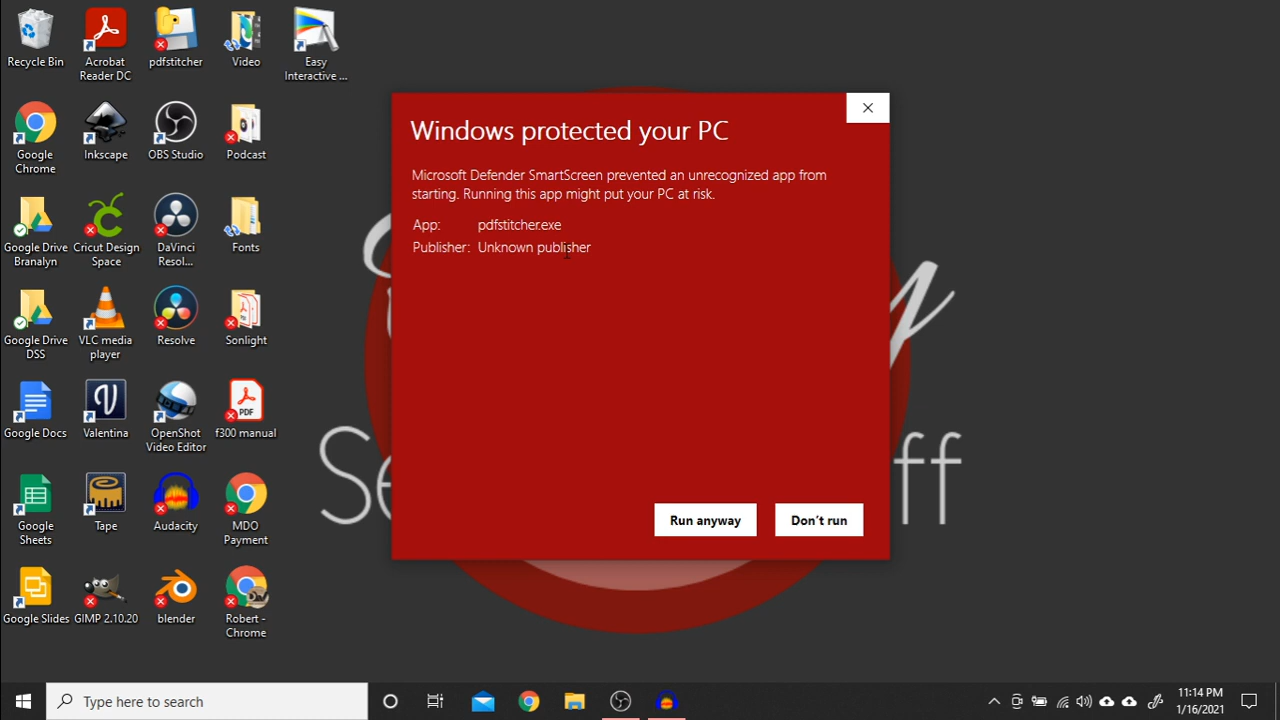 Recycle Bin
Acrobat
Reader DC
pdfstitcher
Video
Easy
Interactive ...
Google
Chrome
Inkscape
OBS Studio
Podcast
Google Drive
Branalyn
Cricut Design
Space
DaVinci
Resol...
Fonts
Google Drive
DSS
VLC media
player
Resolve
Sonlight
Google Docs
Valentina
OpenShot
Video Editor
PDF
f300 manual
Google
Sheets
Tape
Audacity
MDO
Payment
Google Slides
GIMP 2.10.20
blender
Robert -
Chrome
Windows protected your PC
Microsoft Defender SmartScreen prevented an unrecognized app from
starting. Running this app might put your PC at risk.
App: pdfstitcher.exe
Publisher: Unknown publisher
Run anyway
Don't run
Type here to search
11:14 PM
1/16/2021